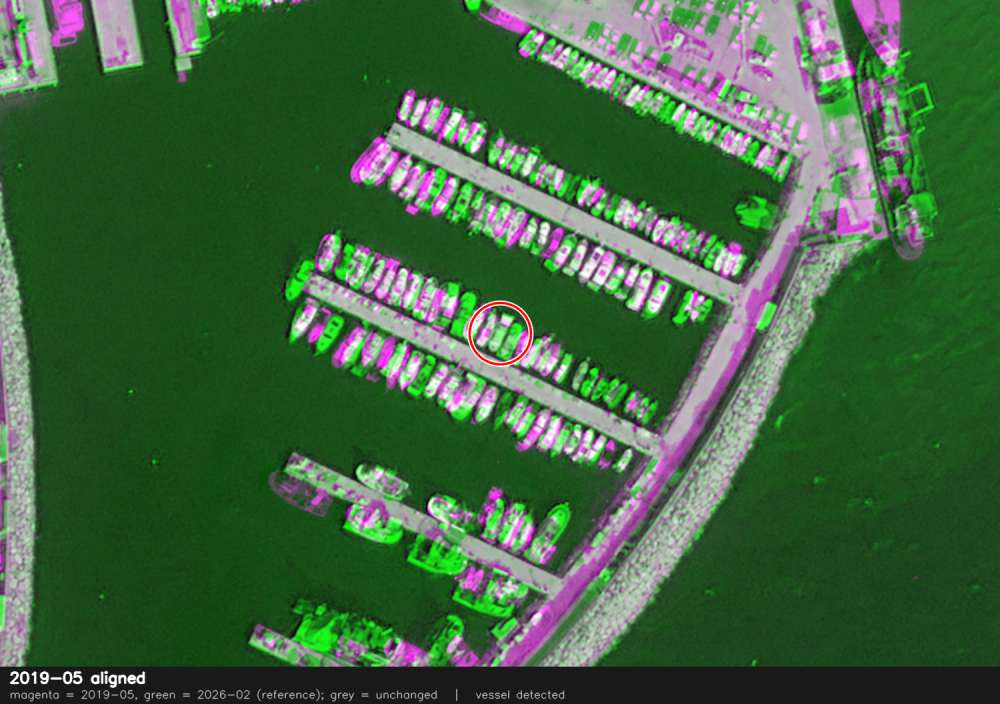 2019-05 aligned
magenta = 2019-05, green = 2026-02 (reference); grey = unchanged | vessel detected